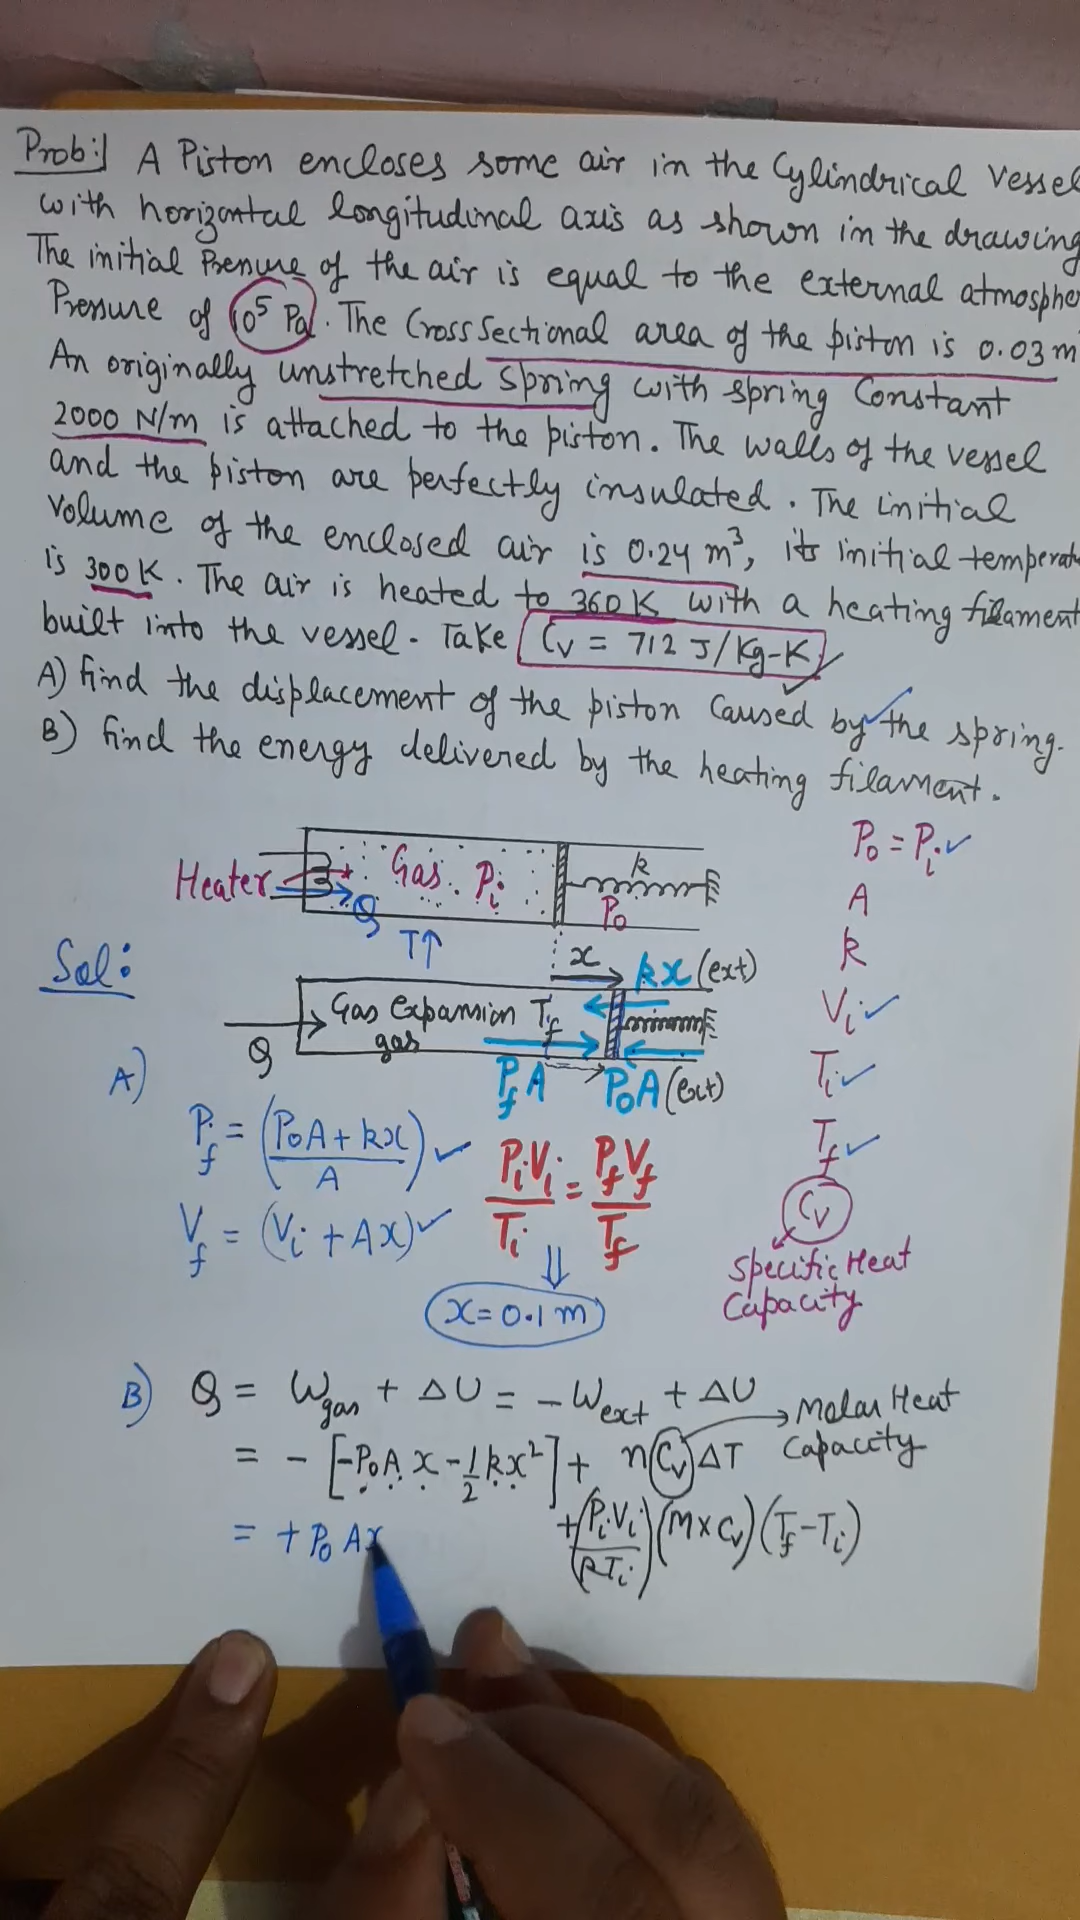 Prob:] A Piston encloses some air in the Cylindrical Vessel
with horizontal longitudinal axis as shown in the drawing
The initial Pressure of the air is equal to the external atmosphe
Pressure of 10⁵ Pa. The Cross Sectional area of the piston is 0.03 m
An originally unstretched spring with spring Constant
2000 N/m is attached to the piston. The walls of the vessel
and the piston are perfectly insulated. The initial
Volume of the enclosed air is 0.24 m³, its initial temperatu
is 300 K. The air is heated to 360 K with a heating filament
built into the vessel. Take Cv = 712 J/Kg-K
A) find the displacement of the piston Caused by the spring.
B) find the energy delivered by the heating filament.
Heater Gas Pi k
Q P₀
T↑
P₀ = Pi ✓
A
k
Vi ✓
Ti ✓
Tf ✓
Cv
Specific Heat
Capacity
Sol:
x kx (ext)
Gas Expansion Tf
gas
Q
PfA P₀A (ext)
A)
Pf = (P₀A + kx / A) ✓
Vf = (Vi + Ax) ✓
PiVi / Ti = PfVf / Tf
⇓
x = 0.1 m
B) Q = Wgas + ΔU = - Wext + ΔU
→ Molar Heat
Capacity
= - [-P₀A x - 1/2 kx²] + n Cv ΔT
= + P₀ Ax + (PiVi / RTi) (M × Cv) (Tf - Ti)